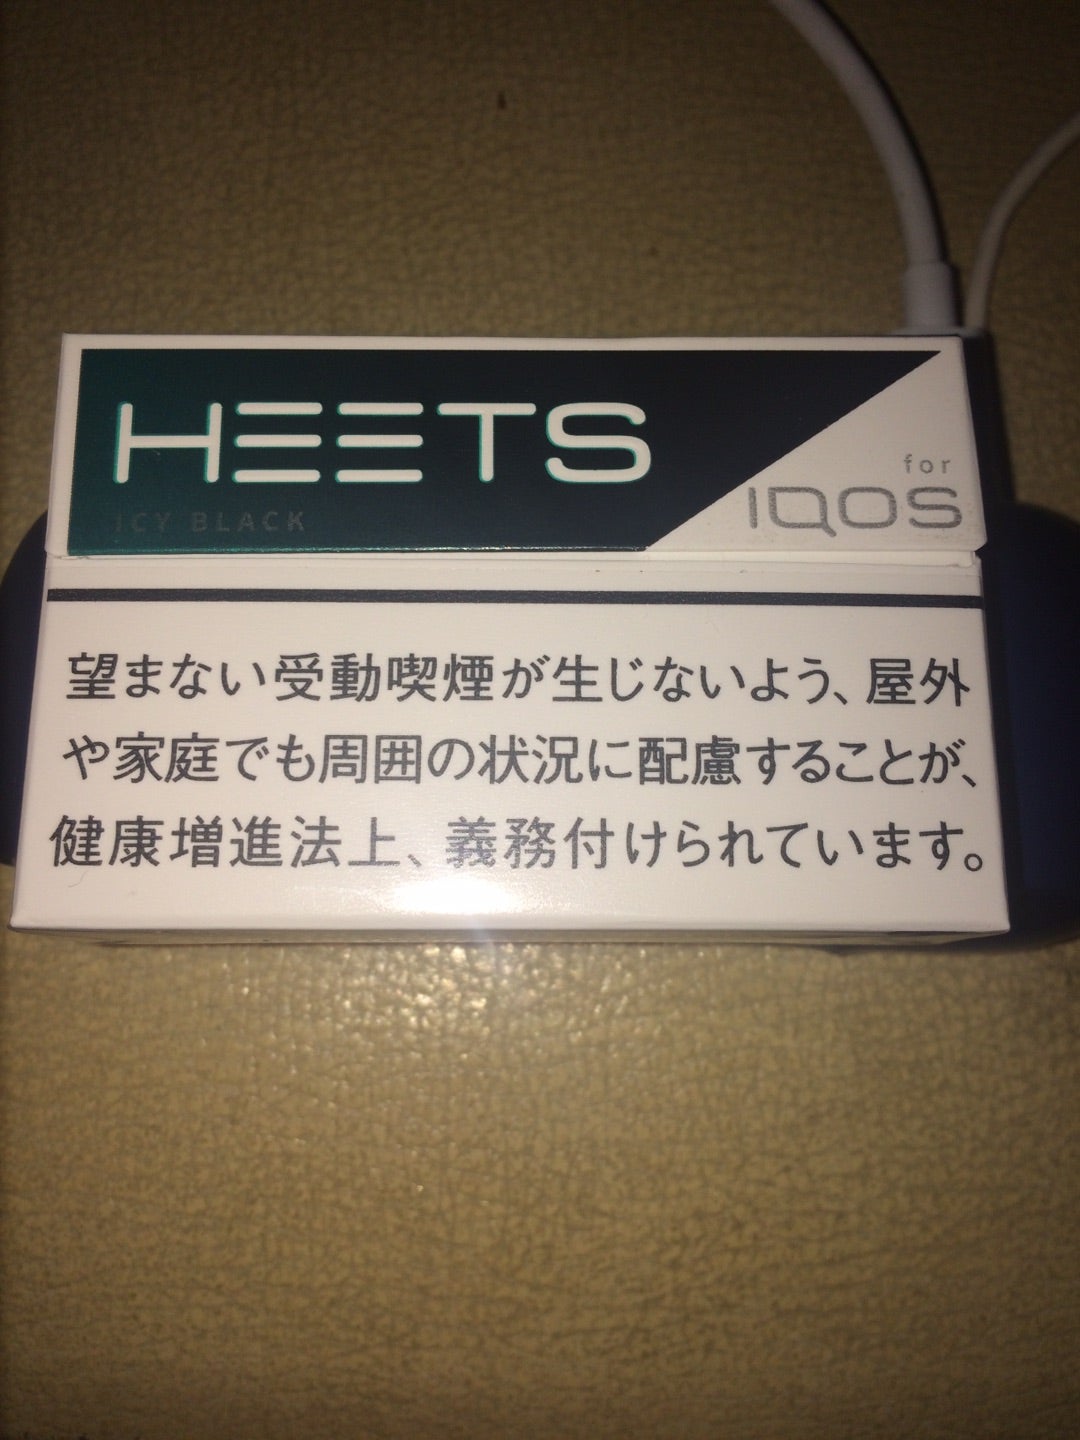 HEETS
ICY BLACK
for
IQOS
望まない受動喫煙が生じないよう、屋外
や家庭でも周囲の状況に配慮することが、
健康増進法上、義務付けられています。